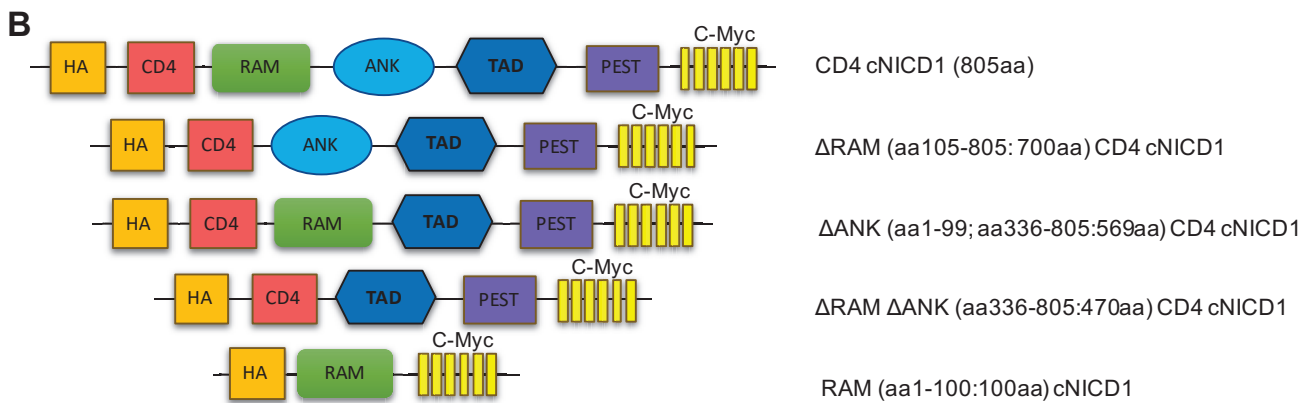 B
C-Myc
HA CD4 RAM ANK TAD PEST
CD4 cNICD1 (805aa)
C-Myc
HA CD4 ANK TAD PEST
ΔRAM (aa105-805: 700aa) CD4 cNICD1
C-Myc
HA CD4 RAM TAD PEST
ΔANK (aa1-99; aa336-805:569aa) CD4 cNICD1
C-Myc
HA CD4 TAD PEST
ΔRAM ΔANK (aa336-805:470aa) CD4 cNICD1
C-Myc
HA RAM
RAM (aa1-100:100aa) cNICD1